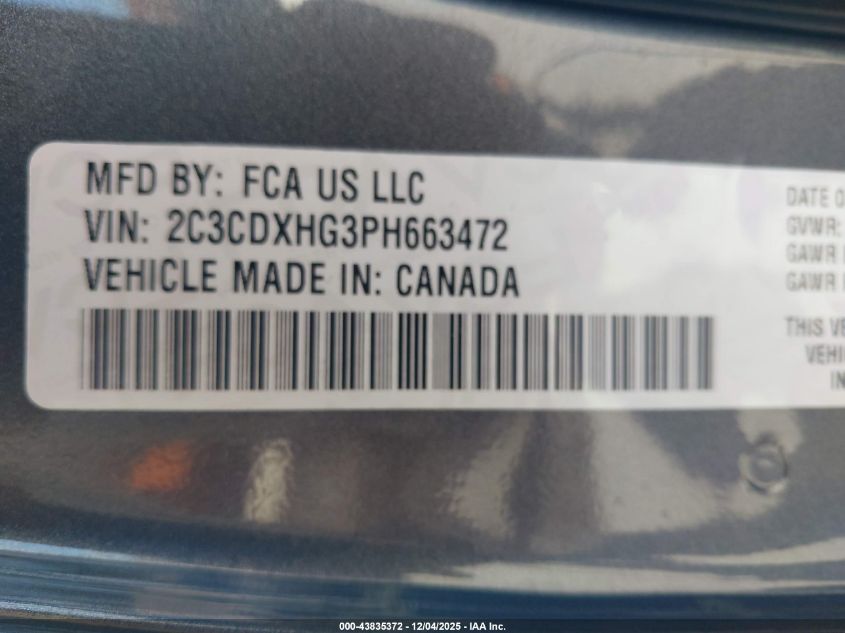 MFD BY: FCA US LLC
VIN: 2C3CDXHG3PH663472
VEHICLE MADE IN: CANADA
DATE O
GVWR:
GAWR
GAWR
THIS VE
VEHI
IN
000-43835372 - 12/04/2025 - IAA Inc.